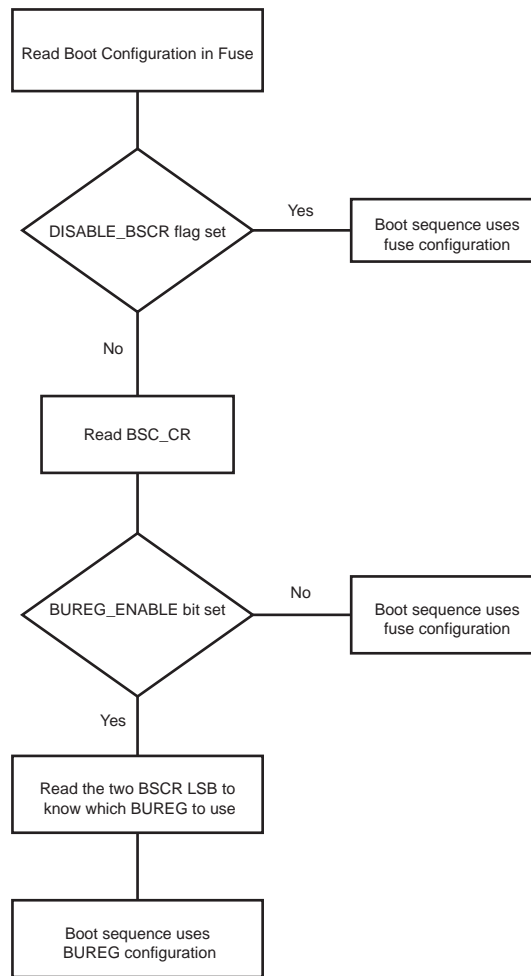 Read Boot Configuration in Fuse
DISABLE_BSCR flag set
Yes
Boot sequence uses
fuse configuration
No
Read BSC_CR
BUREG_ENABLE bit set
No
Boot sequence uses
fuse configuration
Yes
Read the two BSCR LSB to
know which BUREG to use
Boot sequence uses
BUREG configuration